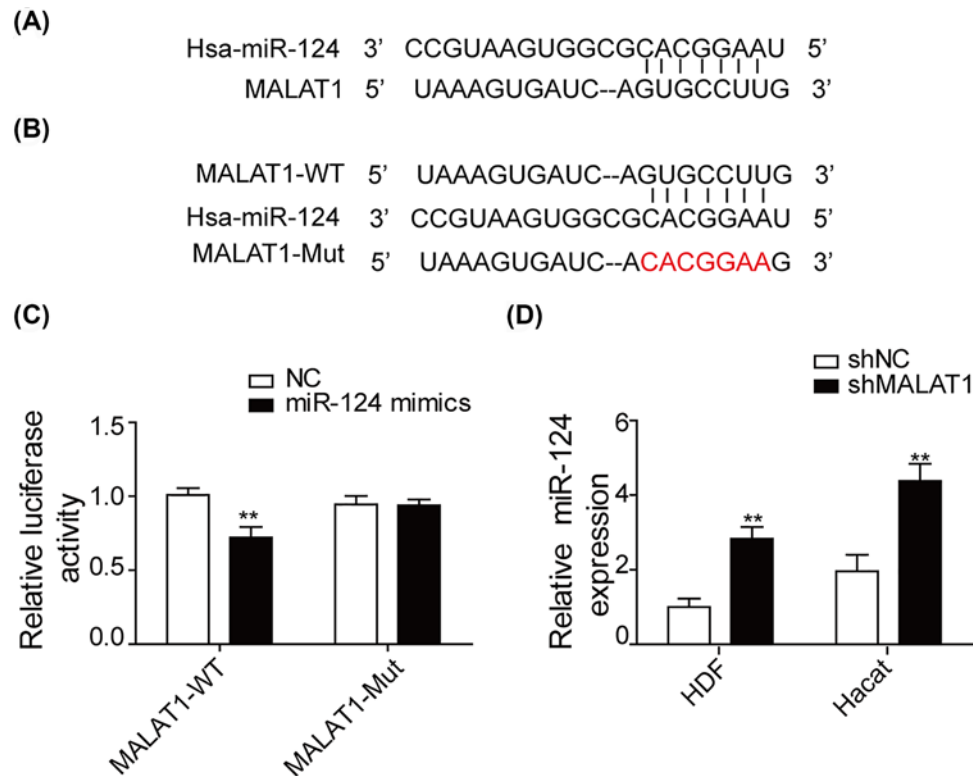 (A)
Hsa-miR-124 3’ CCGUAAGUGGCGCACGGAAU 5’
MALAT1 5’ UAAAGUGAUC--AGUGCCUUG 3’
(B)
MALAT1-WT 5’ UAAAGUGAUC--AGUGCCUUG 3’
Hsa-miR-124 3’ CCGUAAGUGGCGCACGGAAU 5’
MALAT1-Mut 5’ UAAAGUGAUC--ACACGGAAG 3’
(C)
NC
miR-124 mimics
Relative luciferase
activity
1.5
1.0
0.5
0.0
**
MALAT1-WT
MALAT1-Mut
(D)
shNC
shMALAT1
Relative miR-124
expression
6
4
2
0
**
**
HDF
Hacat